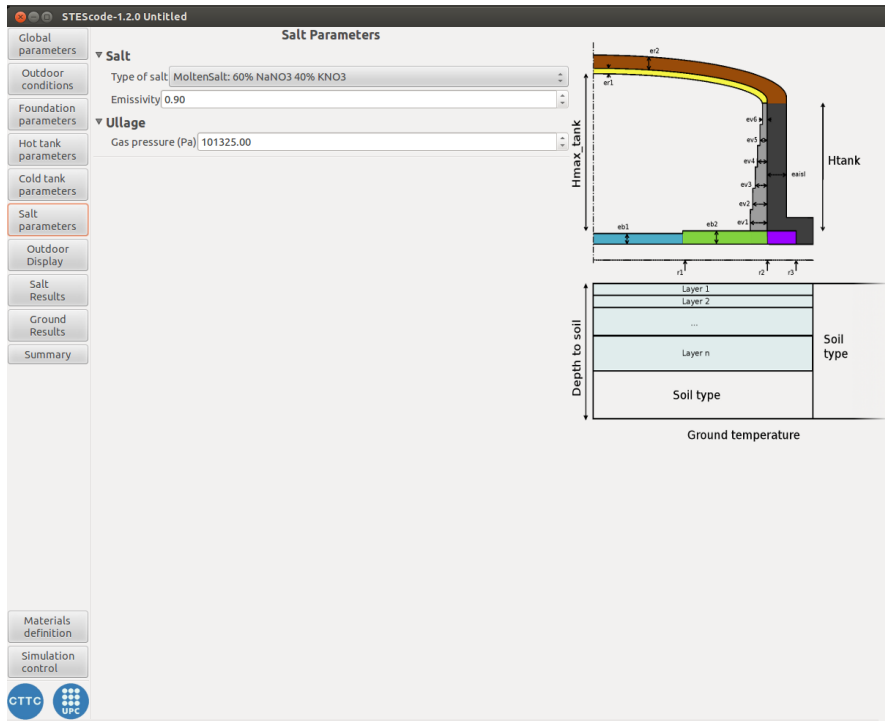 STEScode-1.2.0 Untitled
Global
parameters
Outdoor
conditions
Foundation
parameters
Hot tank
parameters
Cold tank
parameters
Salt
parameters
Outdoor
Display
Salt
Results
Ground
Results
Summary
Materials
definition
Simulation
control
CTTC
UPC
Salt Parameters
Salt
Type of salt MoltenSalt: 60% NaNO3 40% KNO3
Emissivity 0.90
Ullage
Gas pressure (Pa) 101325.00
er2
er1
Hmax_tank
ev6
ev5
ev4
ev3
ev2
ev1
eaisl
Htank
eb1
eb2
r1
r2
r3
Depth to soil
Layer 1
Layer 2
...
Layer n
Soil type
Soil
type
Ground temperature